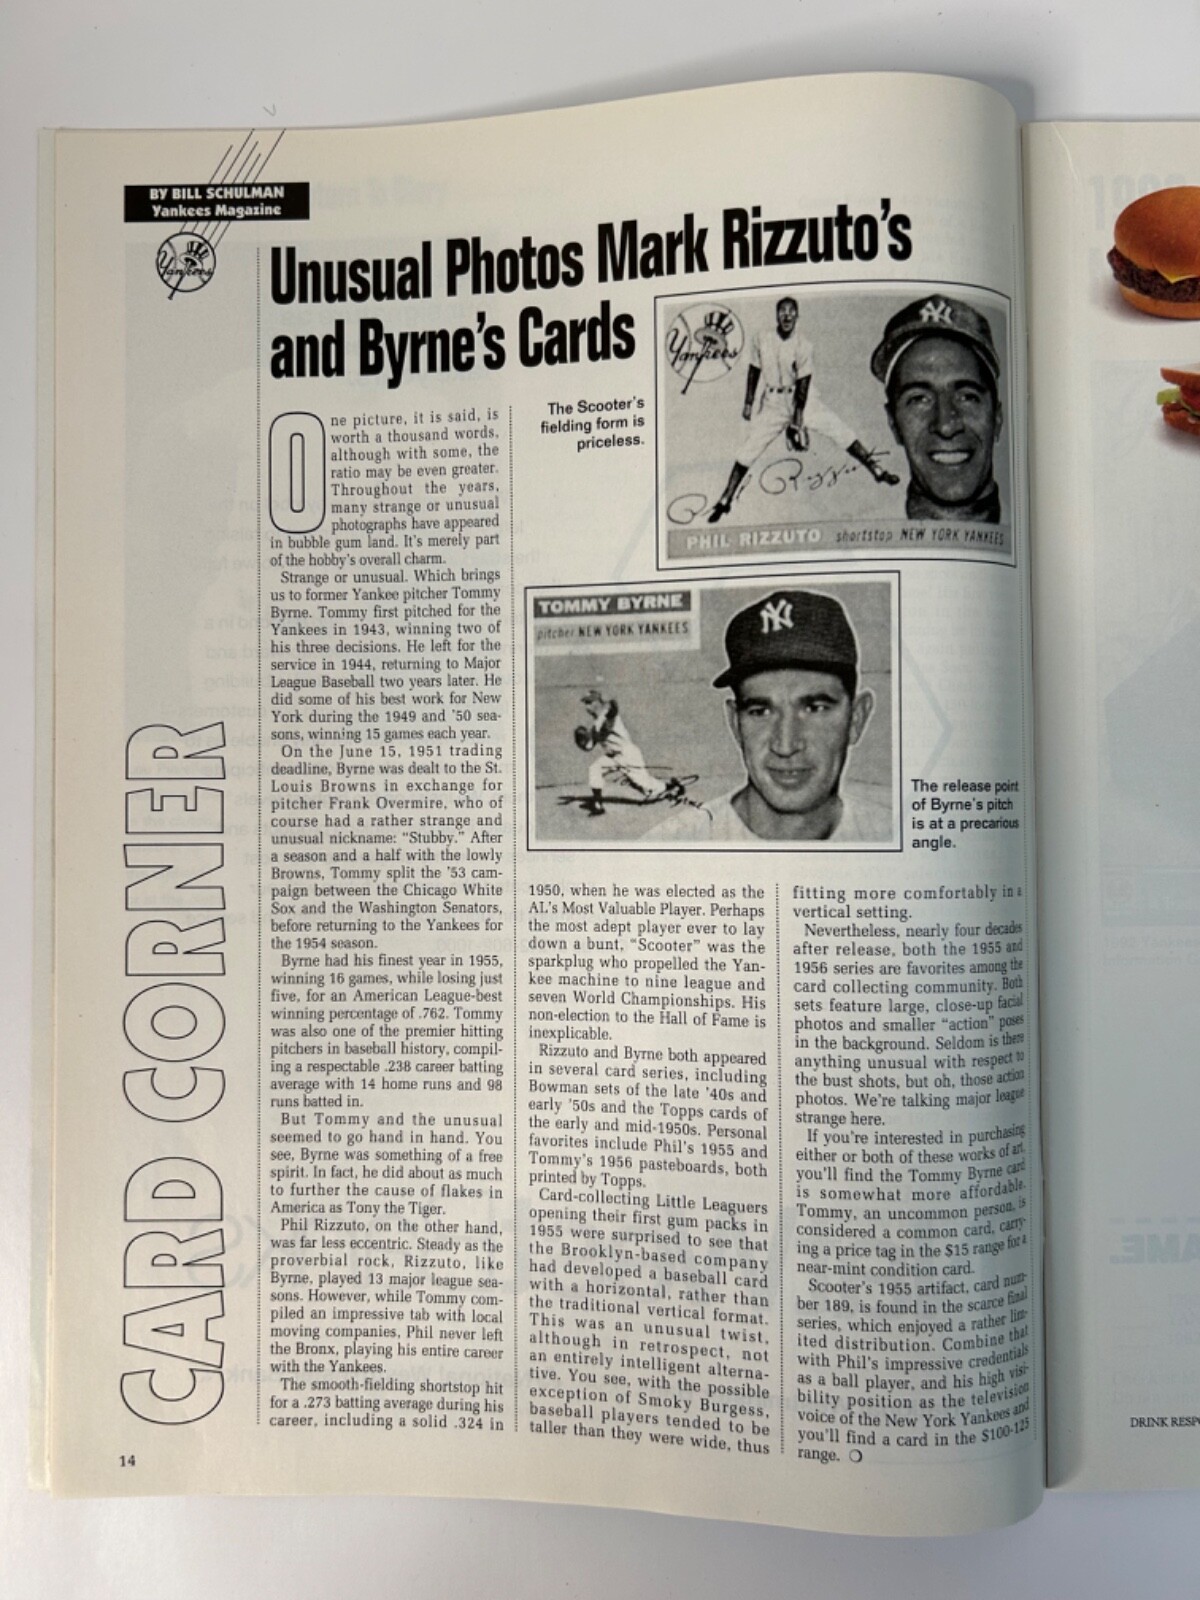 BY BILL SCHULMAN
Yankees Magazine
Yankees
Unusual Photos Mark Rizzuto's
and Byrne's Cards
The Scooter's
fielding form is
priceless.
Yankees
PHIL RIZZUTO shortstop NEW YORK YANKEES
TOMMY BYRNE
pitcher NEW YORK YANKEES
The release point
of Byrne's pitch
is at a precarious
angle.
CARD CORNER
One picture, it is said, is
worth a thousand words,
although with some, the
ratio may be even greater.
Throughout the years,
many strange or unusual
photographs have appeared
in bubble gum land. It's merely part
of the hobby's overall charm.
Strange or unusual. Which brings
us to former Yankee pitcher Tommy
Byrne. Tommy first pitched for the
Yankees in 1943, winning two of
his three decisions. He left for the
service in 1944, returning to Major
League Baseball two years later. He
did some of his best work for New
York during the 1949 and '50 sea-
sons, winning 15 games each year.
On the June 15, 1951 trading
deadline, Byrne was dealt to the St.
Louis Browns in exchange for
pitcher Frank Overmire, who of
course had a rather strange and
unusual nickname: "Stubby." After
a season and a half with the lowly
Browns, Tommy split the '53 cam-
paign between the Chicago White
Sox and the Washington Senators,
before returning to the Yankees for
the 1954 season.
Byrne had his finest year in 1955,
winning 16 games, while losing just
five, for an American League-best
winning percentage of .762. Tommy
was also one of the premier hitting
pitchers in baseball history, compil-
ing a respectable .238 career batting
average with 14 home runs and 98
runs batted in.
But Tommy and the unusual
seemed to go hand in hand. You
see, Byrne was something of a free
spirit. In fact, he did about as much
to further the cause of flakes in
America as Tony the Tiger.
Phil Rizzuto, on the other hand,
was far less eccentric. Steady as the
proverbial rock, Rizzuto, like
Byrne, played 13 major league sea-
sons. However, while Tommy com-
piled an impressive tab with local
moving companies, Phil never left
the Bronx, playing his entire career
with the Yankees.
The smooth-fielding shortstop hit
for a .273 batting average during his
career, including a solid .324 in
1950, when he was elected as the
AL's Most Valuable Player. Perhaps
the most adept player ever to lay
down a bunt, "Scooter" was the
sparkplug who propelled the Yan-
kee machine to nine league and
seven World Championships. His
non-election to the Hall of Fame is
inexplicable.
Rizzuto and Byrne both appeared
in several card series, including
Bowman sets of the late '40s and
early '50s and the Topps cards of
the early and mid-1950s. Personal
favorites include Phil's 1955 and
Tommy's 1956 pasteboards, both
printed by Topps.
Card-collecting Little Leaguers
opening their first gum packs in
1955 were surprised to see that
the Brooklyn-based company
had developed a baseball card
with a horizontal, rather than
the traditional vertical format.
This was an unusual twist,
although in retrospect, not
an entirely intelligent alterna-
tive. You see, with the possible
exception of Smoky Burgess,
baseball players tended to be
taller than they were wide, thus
fitting more comfortably in a
vertical setting.
Nevertheless, nearly four decades
after release, both the 1955 and
1956 series are favorites among the
card collecting community. Both
sets feature large, close-up facial
photos and smaller "action" poses
in the background. Seldom is there
anything unusual with respect to
the bust shots, but oh, those action
photos. We're talking major league
strange here.
If you're interested in purchasing
either or both of these works of art,
you'll find the Tommy Byrne card
is somewhat more affordable.
Tommy, an uncommon person, is
considered a common card, carry-
ing a price tag in the $15 range for a
near-mint condition card.
Scooter's 1955 artifact, card num-
ber 189, is found in the scarce final
series, which enjoyed a rather lim-
ited distribution. Combine that
with Phil's impressive credentials
as a ball player, and his high visi-
bility position as the television
voice of the New York Yankees and
you'll find a card in the $100-125
range.
14
DRINK